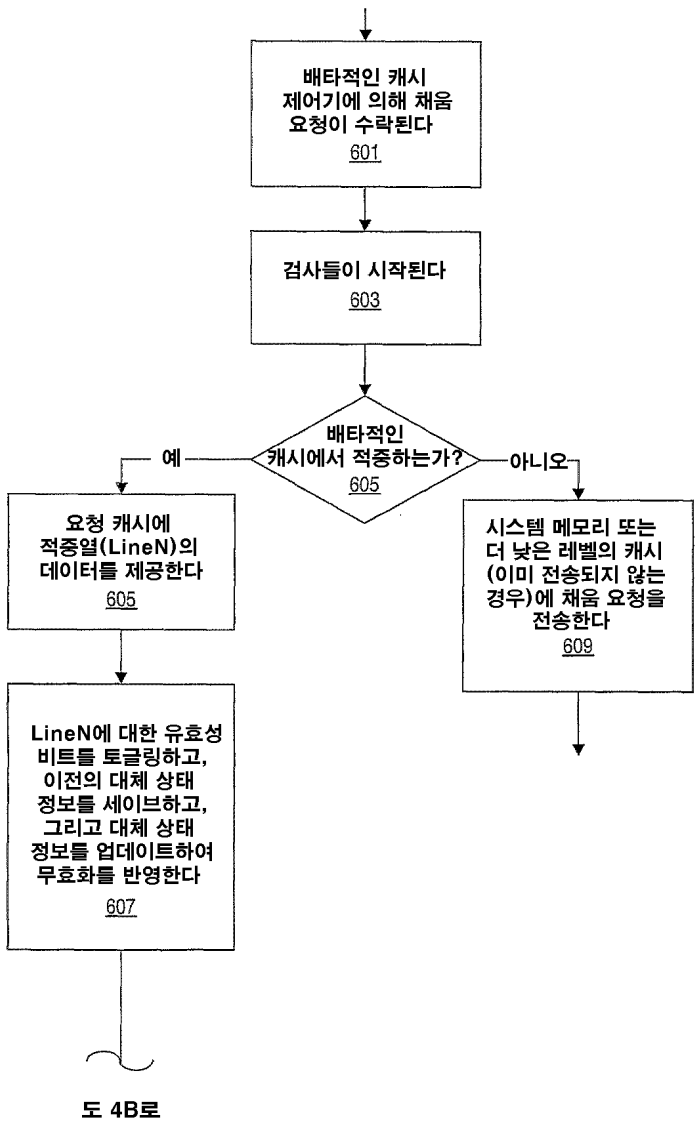 배타적인 캐시
제어기에 의해 채움
요청이 수락된다
601
검사들이 시작된다
603
배타적인
캐시에서 적중하는가?
605
예
아니오
요청 캐시에
적중열(LineN)의
데이터를 제공한다
605
시스템 메모리 또는
더 낮은 레벨의 캐시
(이미 전송되지 않는
경우)에 채움 요청을
전송한다
609
LineN에 대한 유효성
비트를 토글링하고,
이전의 대체 상태
정보를 세이브하고,
그리고 대체 상태
정보를 업데이트하여
무효화를 반영한다
607
도 4B로